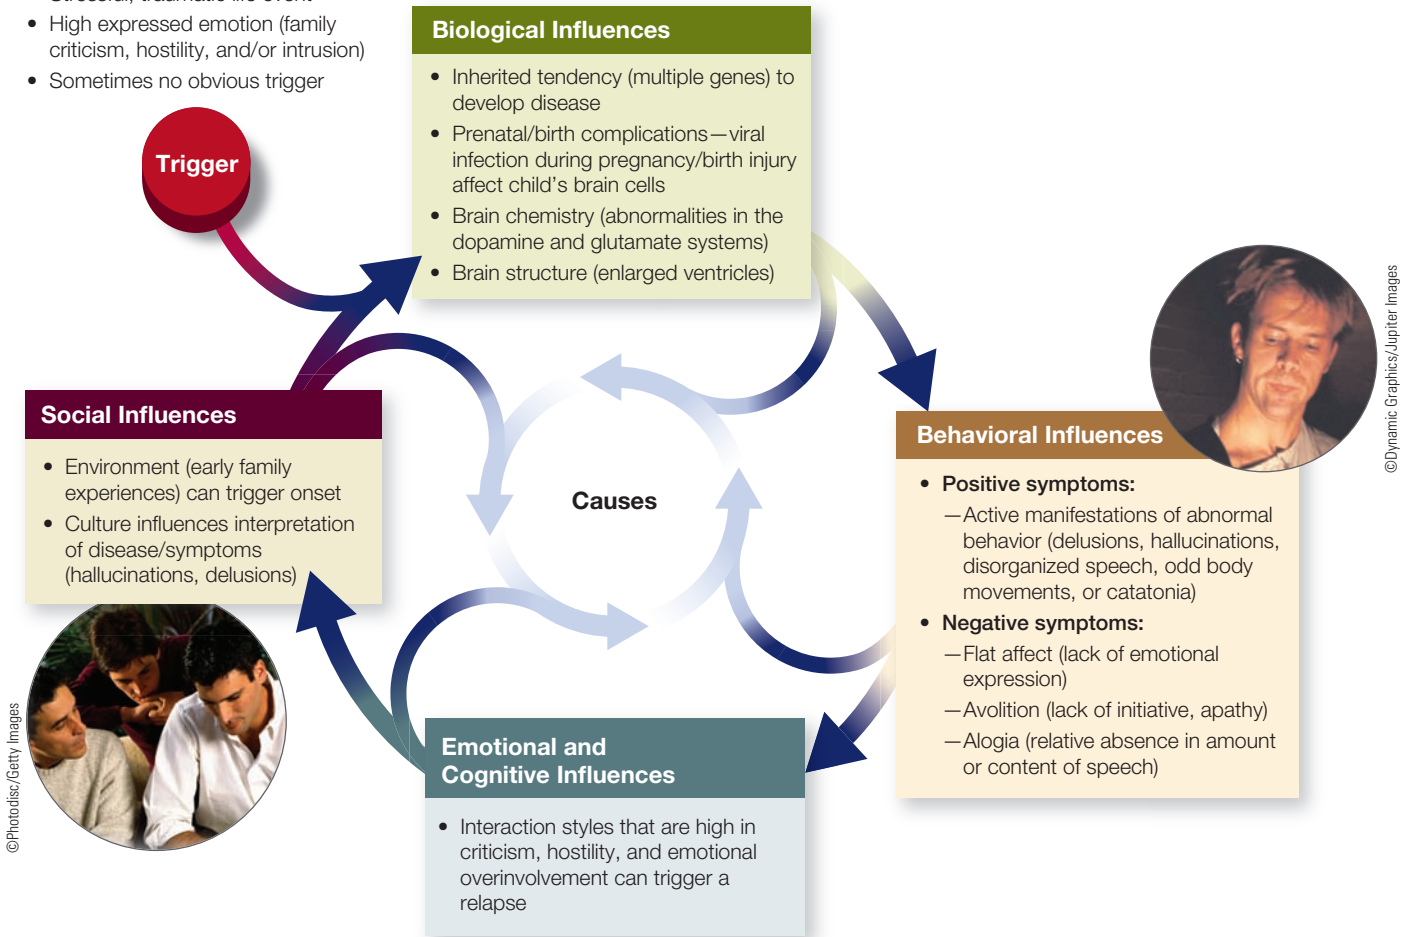 • High expressed emotion (family
criticism, hostility, and/or intrusion)
• Sometimes no obvious trigger
Trigger
Biological Influences
• Inherited tendency (multiple genes) to
develop disease
• Prenatal/birth complications—viral
infection during pregnancy/birth injury
affect child's brain cells
• Brain chemistry (abnormalities in the
dopamine and glutamate systems)
• Brain structure (enlarged ventricles)
Social Influences
• Environment (early family
experiences) can trigger onset
• Culture influences interpretation
of disease/symptoms
(hallucinations, delusions)
Causes
Behavioral Influences
• Positive symptoms:
—Active manifestations of abnormal
behavior (delusions, hallucinations,
disorganized speech, odd body
movements, or catatonia)
• Negative symptoms:
—Flat affect (lack of emotional
expression)
—Avolition (lack of initiative, apathy)
—Alogia (relative absence in amount
or content of speech)
Emotional and
Cognitive Influences
• Interaction styles that are high in
criticism, hostility, and emotional
overinvolvement can trigger a
relapse
©Dynamic Graphics/Jupiter Images
©Photodisc/Getty Images